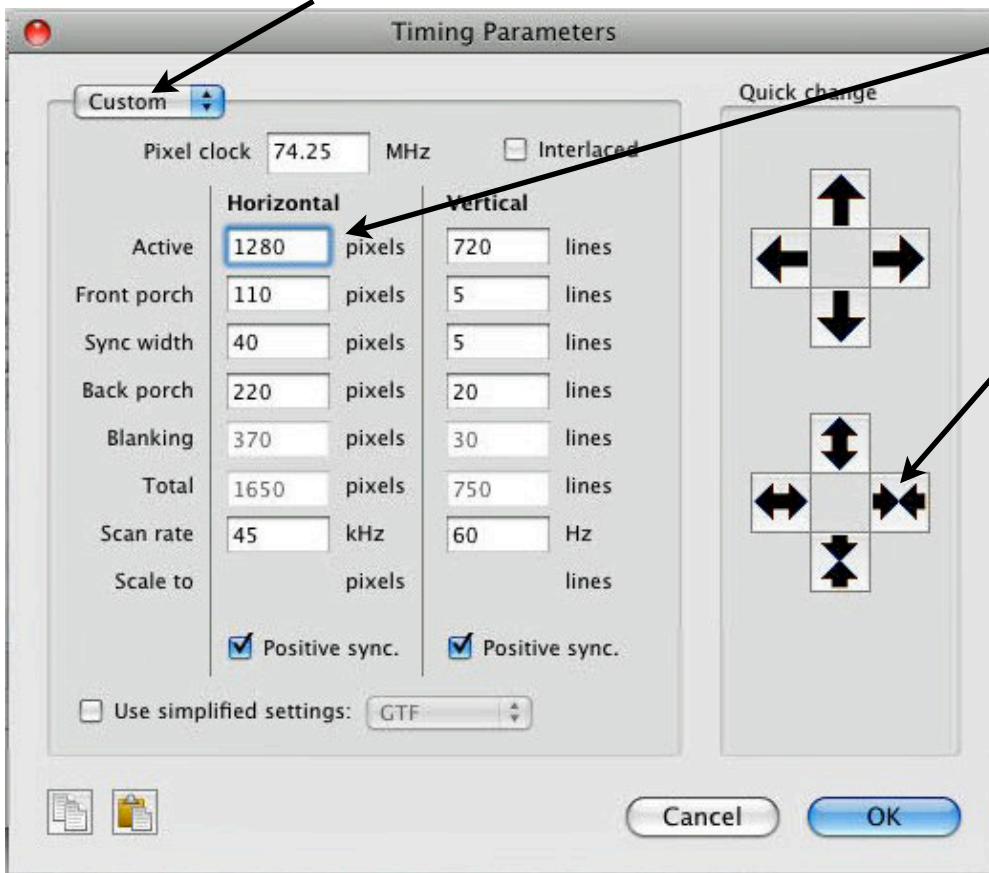 Timing Parameters
Custom
Quick change
Pixel clock 74.25 MHz Interlaced
Horizontal Vertical
Active 1280 pixels 720 lines
Front porch 110 pixels 5 lines
Sync width 40 pixels 5 lines
Back porch 220 pixels 20 lines
Blanking 370 pixels 30 lines
Total 1650 pixels 750 lines
Scan rate 45 kHz 60 Hz
Scale to pixels lines
Positive sync. Positive sync.
Use simplified settings: GTF
Cancel OK